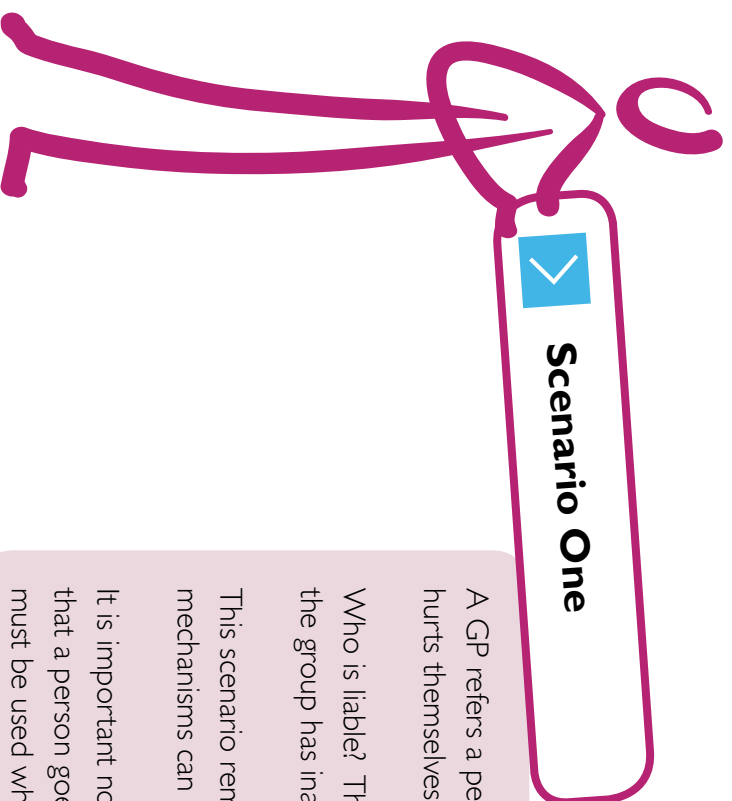 Scenario One
A GP refers a pe
hurts themselves
Who is liable? Th
the group has ina
This scenario rem
mechanisms can
It is important no
that a person goe
must be used wh